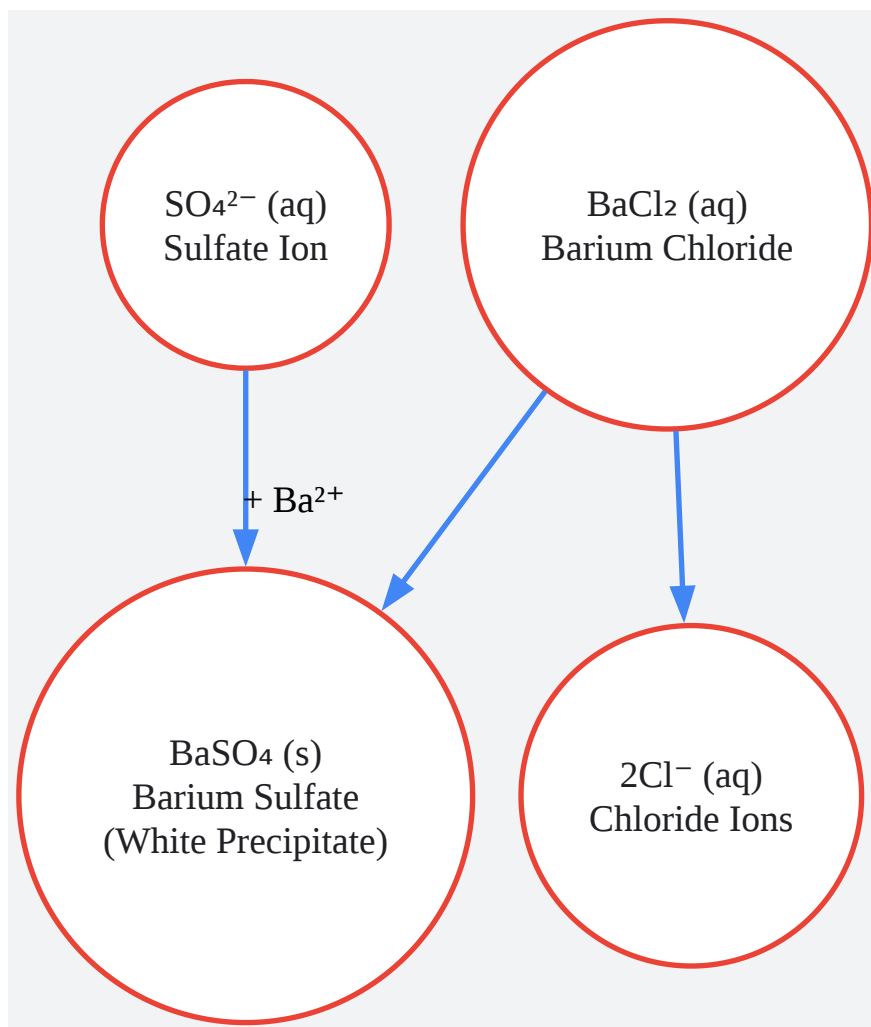 SO₄²⁻ (aq)
Sulfate Ion
BaCl₂ (aq)
Barium Chloride
+ Ba²⁺
BaSO₄ (s)
Barium Sulfate
(White Precipitate)
2Cl⁻ (aq)
Chloride Ions